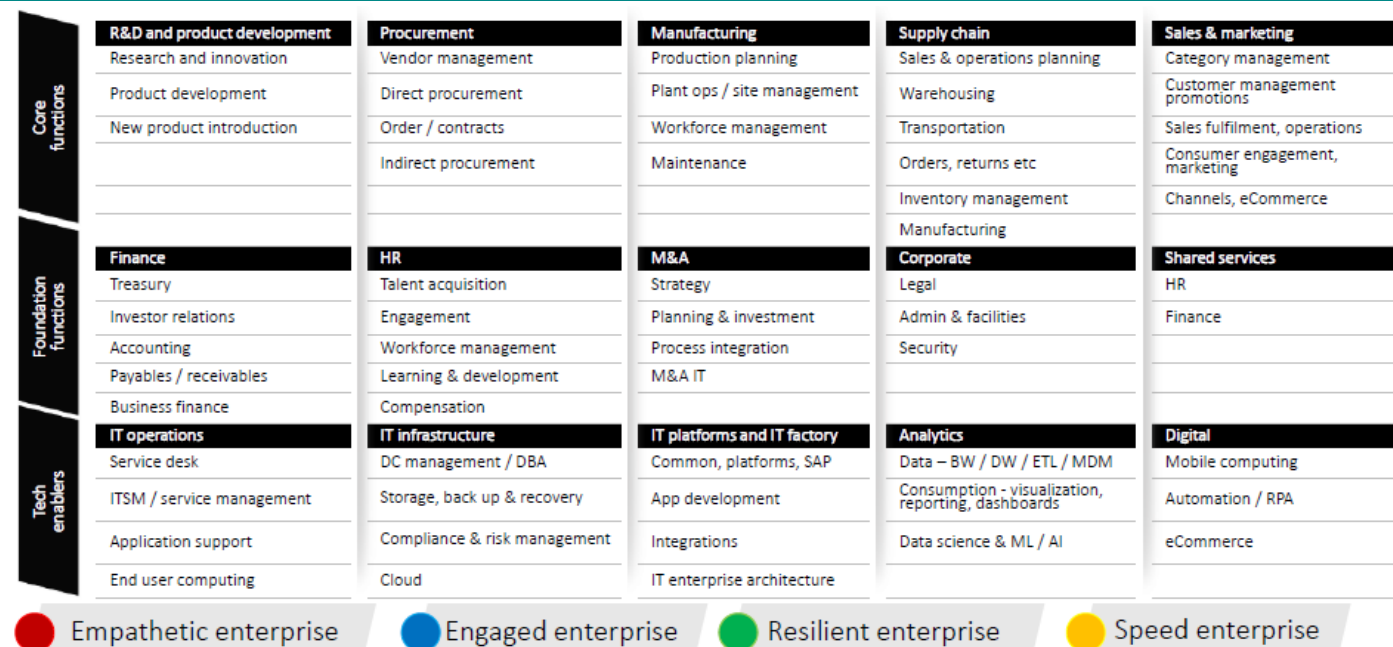 Core
functions
R&D and product development
Research and innovation
Product development
New product introduction
Procurement
Vendor management
Direct procurement
Order / contracts
Indirect procurement
Manufacturing
Production planning
Plant ops / site management
Workforce management
Maintenance
Supply chain
Sales & operations planning
Warehousing
Transportation
Orders, returns etc
Inventory management
Manufacturing
Sales & marketing
Category management
Customer management
promotions
Sales fulfilment, operations
Consumer engagement,
marketing
Channels, eCommerce
Foundation
functions
Finance
Treasury
Investor relations
Accounting
Payables / receivables
Business finance
HR
Talent acquisition
Engagement
Workforce management
Learning & development
Compensation
M&A
Strategy
Planning & investment
Process integration
M&A IT
Corporate
Legal
Admin & facilities
Security
Shared services
HR
Finance
Tech
enablers
IT operations
Service desk
ITSM / service management
Application support
End user computing
IT infrastructure
DC management / DBA
Storage, back up & recovery
Compliance & risk management
Cloud
IT platforms and IT factory
Common, platforms, SAP
App development
Integrations
IT enterprise architecture
Analytics
Data – BW / DW / ETL / MDM
Consumption - visualization,
reporting, dashboards
Data science & ML / AI
Digital
Mobile computing
Automation / RPA
eCommerce
Empathetic enterprise
Engaged enterprise
Resilient enterprise
Speed enterprise